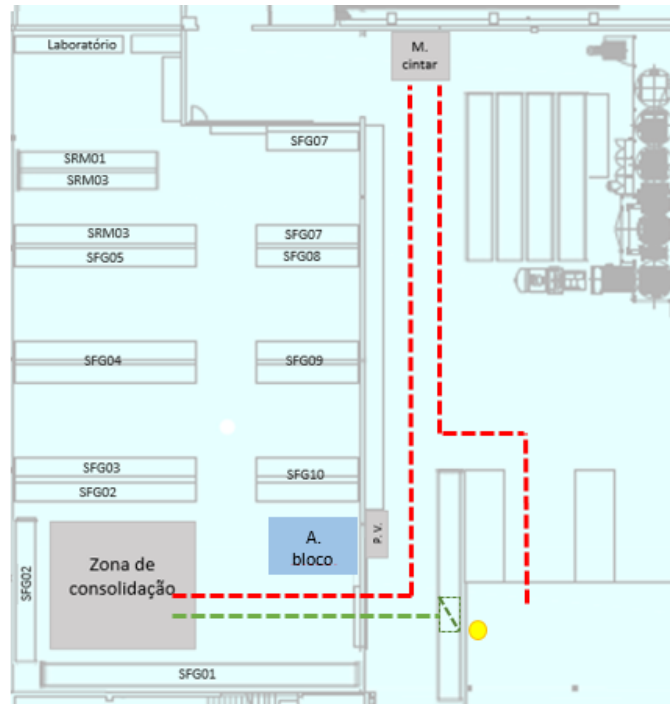 Laboratório
M.
cintar
SFG07
SRM01
SRM03
SRM03
SFG07
SFG05
SFG08
SFG04
SFG09
SFG03
SFG10
SFG02
A.
bloco
P. V.
Zona de
consolidação
SFG02
SFG01